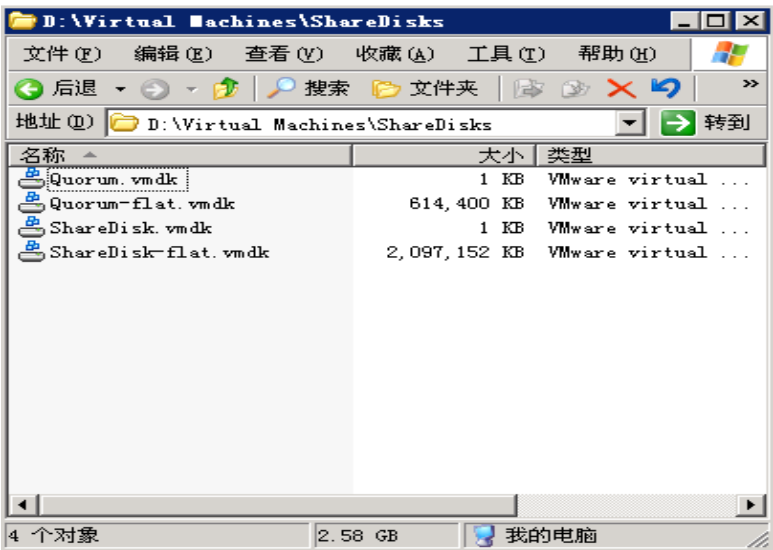 D:\Virtual Machines\ShareDisks
文件(F) 编辑(E) 查看(V) 收藏(A) 工具(T) 帮助(H)
后退 搜索 文件夹 »
地址(D) D:\Virtual Machines\ShareDisks 转到
名称 大小 类型
Quorum.vmdk 1 KB VMware virtual ...
Quorum-flat.vmdk 614,400 KB VMware virtual ...
ShareDisk.vmdk 1 KB VMware virtual ...
ShareDisk-flat.vmdk 2,097,152 KB VMware virtual ...
4 个对象 2.58 GB 我的电脑